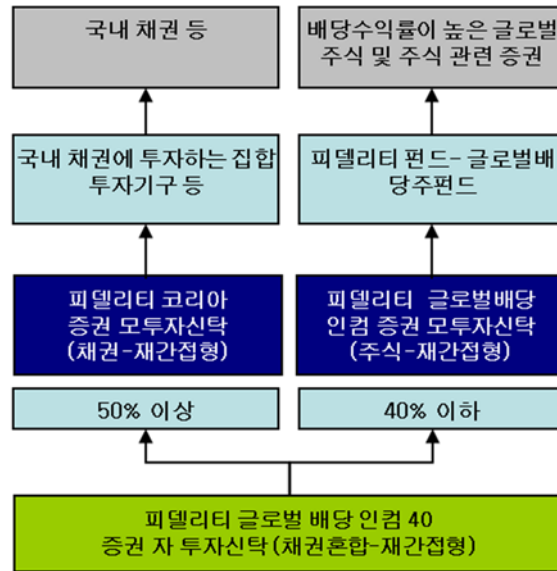 국내 채권 등
배당수익률이 높은 글로벌
주식 및 주식 관련 증권
국내 채권에 투자하는 집합
투자기구 등
피델리티 펀드- 글로벌배
당주펀드
피델리티 코리아
증권 모투자신탁
(채권-재간접형)
피델리티 글로벌배당
인컴 증권 모투자신탁
(주식-재간접형)
50% 이상
40% 이하
피델리티 글로벌 배당 인컴 40
증권 자 투자신탁 (채권혼합-재간접형)